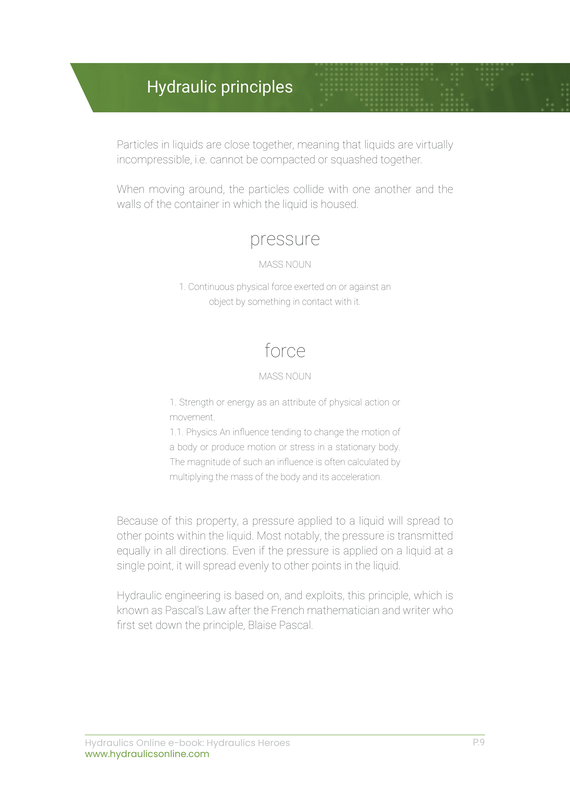 Hydraulic principles
Particles in liquids are close together, meaning that liquids are virtually
incompressible, i.e. cannot be compacted or squashed together.
When moving around, the particles collide with one another and the
walls of the container in which the liquid is housed.
pressure
MASS NOUN
1. Continuous physical force exerted on or against an
object by something in contact with it.
force
MASS NOUN
1. Strength or energy as an attribute of physical action or
movement.
1.1. Physics An influence tending to change the motion of
a body or produce motion or stress in a stationary body.
The magnitude of such an influence is often calculated by
multiplying the mass of the body and its acceleration.
Because of this property, a pressure applied to a liquid will spread to
other points within the liquid. Most notably, the pressure is transmitted
equally in all directions. Even if the pressure is applied on a liquid at a
single point, it will spread evenly to other points in the liquid.
Hydraulic engineering is based on, and exploits, this principle, which is
known as Pascal's Law after the French mathematician and writer who
first set down the principle, Blaise Pascal.
Hydraulics Online e-book: Hydraulics Heroes
www.hydraulicsonline.com
P.9